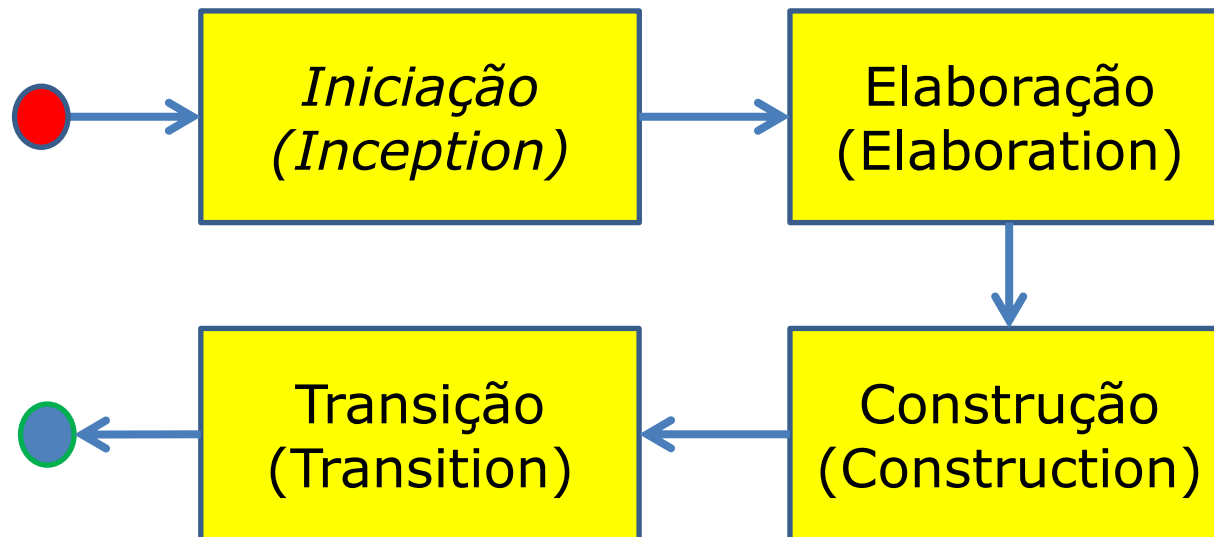 Iniciação
(Inception)
Elaboração
(Elaboration)
Transição
(Transition)
Construção
(Construction)